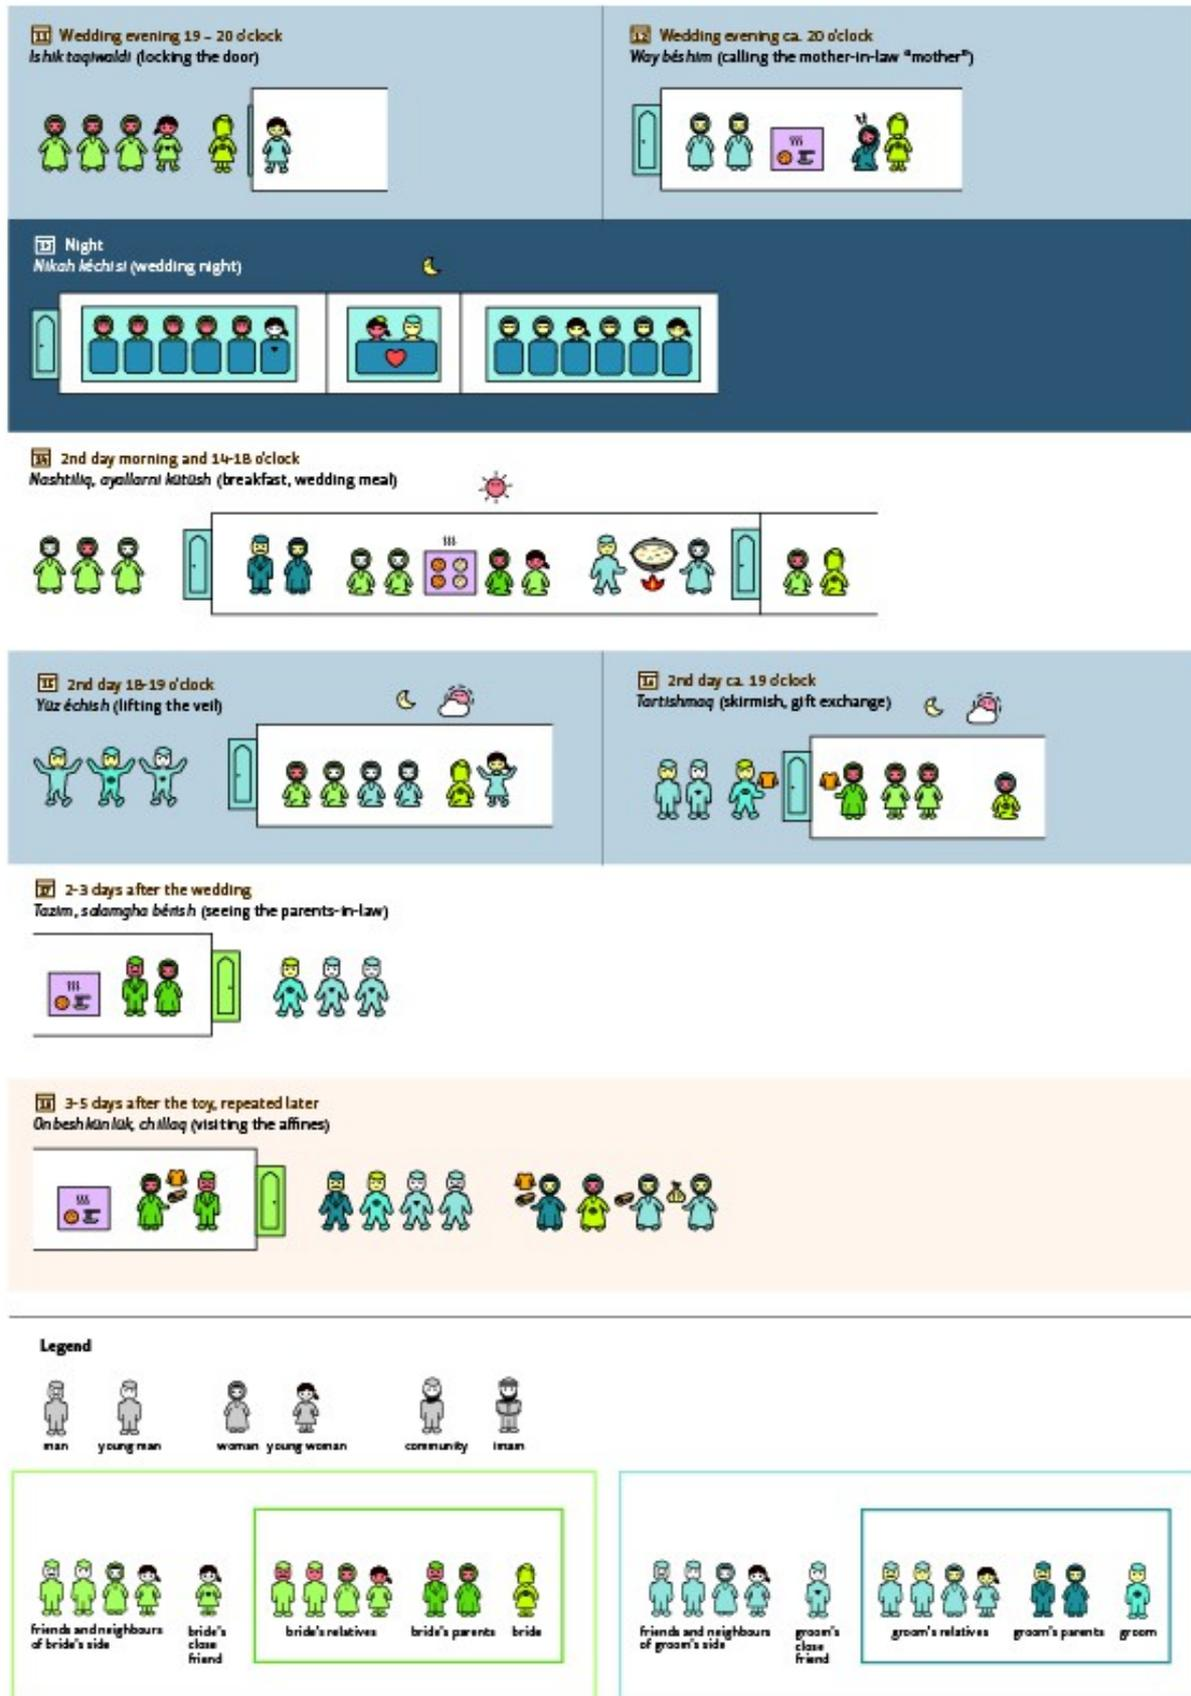 11 Wedding evening 19 – 20 o'clock
Ishik taqiwaldi (locking the door)
12 Wedding evening ca. 20 o'clock
Way béshim (calling the mother-in-law "mother")
13 Night
Nikah kéchisi (wedding night)
14 2nd day morning and 14-18 o'clock
Nashtiliq, ayallarni kütüsh (breakfast, wedding meal)
15 2nd day 18-19 o'clock
Yüz échish (lifting the veil)
16 2nd day ca. 19 o'clock
Tartishmaq (skirmish, gift exchange)
17 2-3 days after the wedding
Tazim, salamgha bérish (seeing the parents-in-law)
18 3-5 days after the toy, repeated later
Onbeshkünlük, chillaq (visiting the affines)
Legend
man
young man
woman
young woman
community
imam
friends and neighbours
of bride's side
bride's
close
friend
bride's relatives
bride's parents
bride
friends and neighbours
of groom's side
groom's
close
friend
groom's relatives
groom's parents
groom